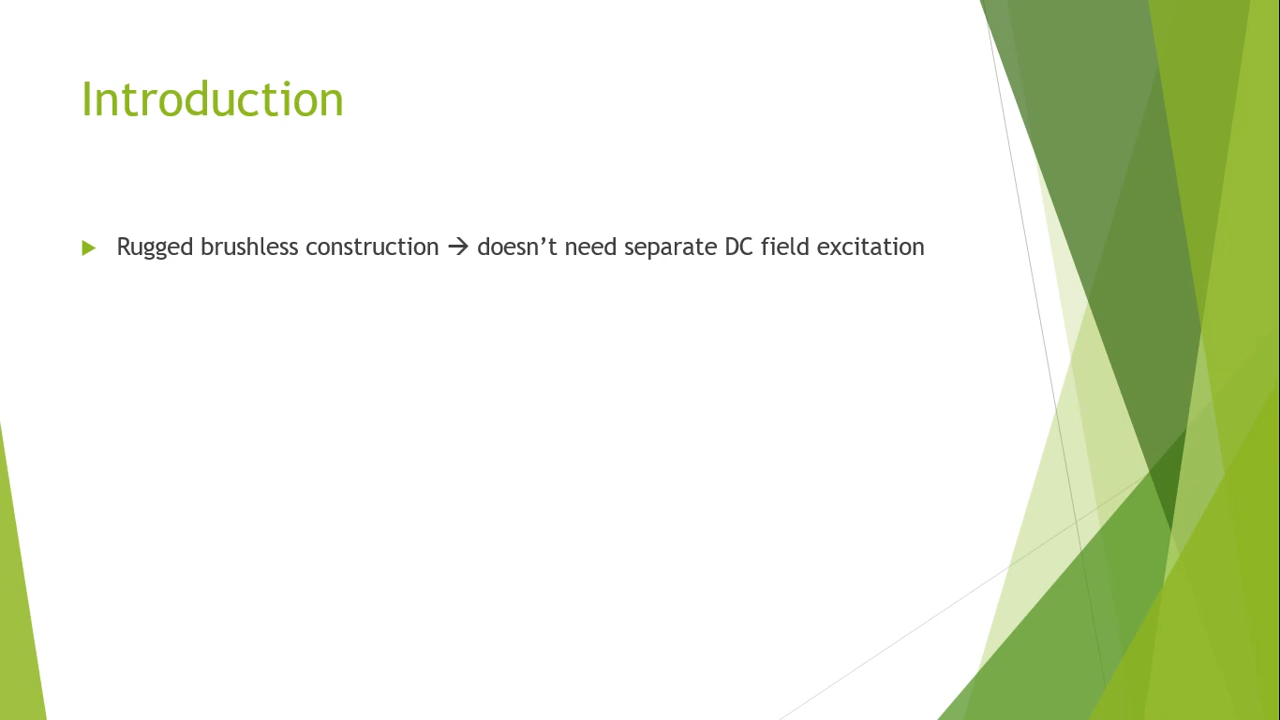 Introduction
Rugged brushless construction → doesn’t need separate DC field excitation